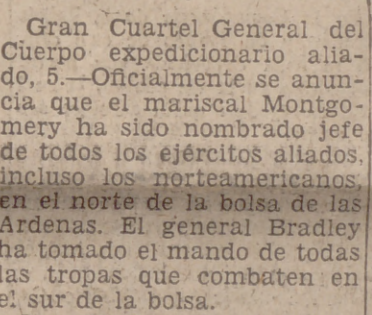 Gran Cuartel General del
Cuerpo expedicionario alia-
do, 5.—Oficialmente se anun-
cia que el mariscal Montgo-
mery ha sido nombrado jefe
de todos los ejércitos aliados,
incluso los norteamericanos,
en el norte de la bolsa de las
Ardenas. El general Bradley
ha tomado el mando de todas
las tropas que combaten en
el sur de la bolsa.